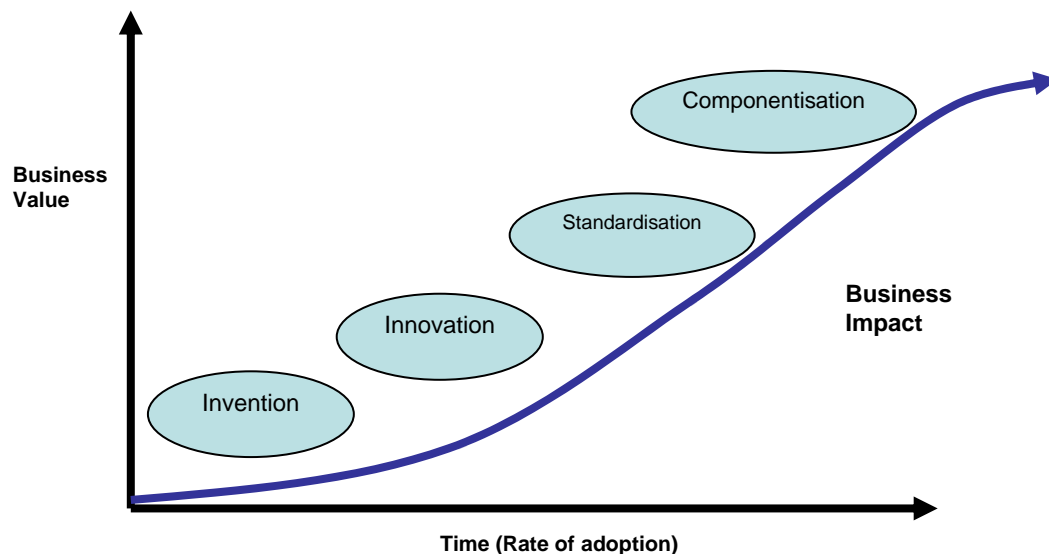 Componentisation
Business
Value
Standardisation
Business
Impact
Innovation
Invention
Time (Rate of adoption)